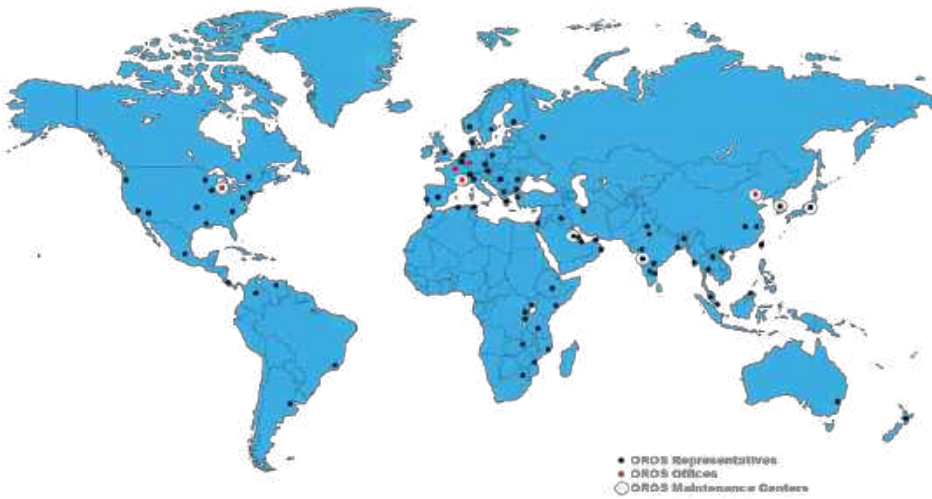 OROS Representatives
OROS Offices
OROS Maintenance Centers